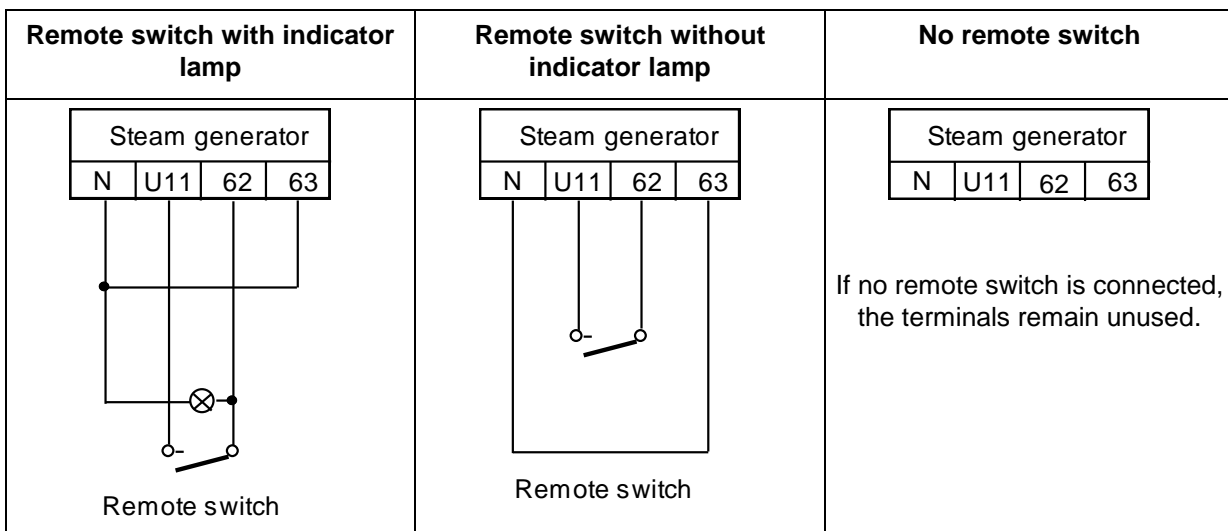 Remote switch with indicator
lamp
Remote switch without
indicator lamp
No remote switch
Steam generator
N U11 62 63
Remote switch
Steam generator
N U11 62 63
Remote switch
Steam generator
N U11 62 63
If no remote switch is connected,
the terminals remain unused.